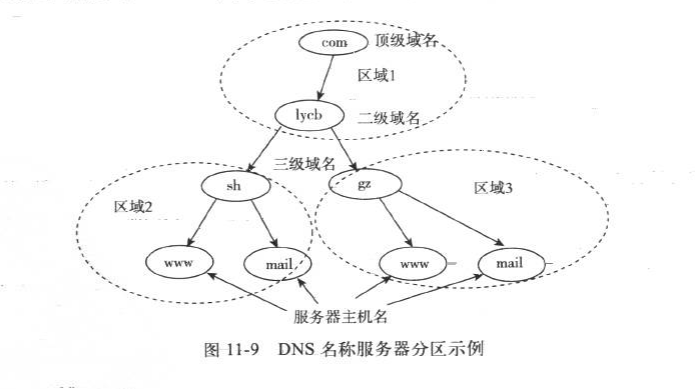 com 顶级域名
区域1
lycb 二级域名
三级域名
sh gz
区域2 区域3
www mail www mail
服务器主机名
图 11-9 DNS 名称服务器分区示例